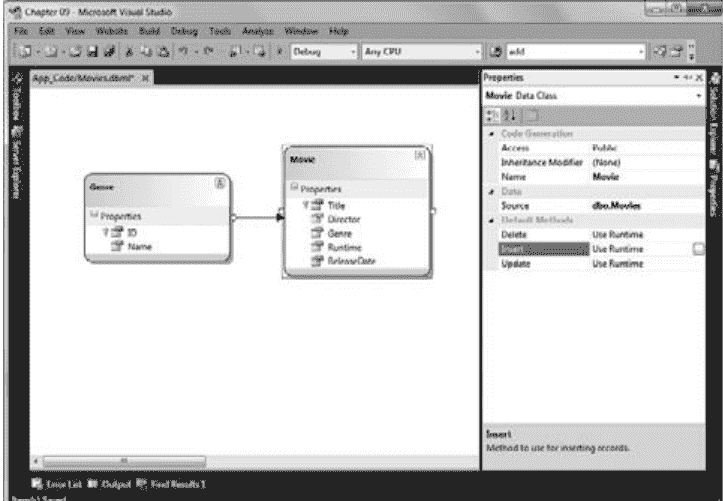 Chapter 09 - Microsoft Visual Studio
File Edit View Website Build Debug Tools Analyze Window Help
Debug Any CPU add
App_Code/Movies.dbml*
Toolbox
Server Explorer
Genre
Properties
ID
Name
Movie
Properties
Title
Director
Genre
Runtime
ReleaseDate
Properties
Movie Data Class
Code Generation
Access Public
Inheritance Modifier (None)
Name Movie
Data
Source dbo.Movies
Default Methods
Delete Use Runtime
Insert Use Runtime
Update Use Runtime
Insert
Method to use for inserting records.
Solution Explorer
Properties
Error List Output Find Results 1
Item(s) Saved